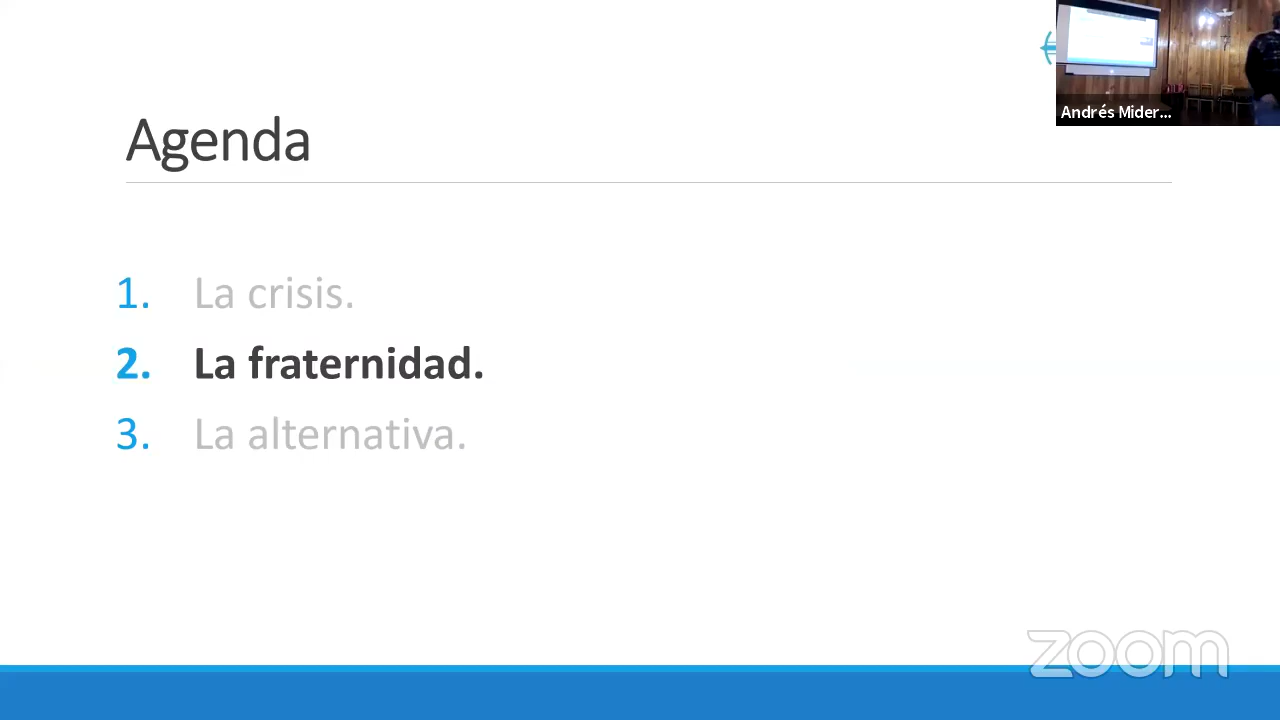 Agenda
Andrés Mider...
1. La crisis.
2. La fraternidad.
3. La alternativa.
zoom